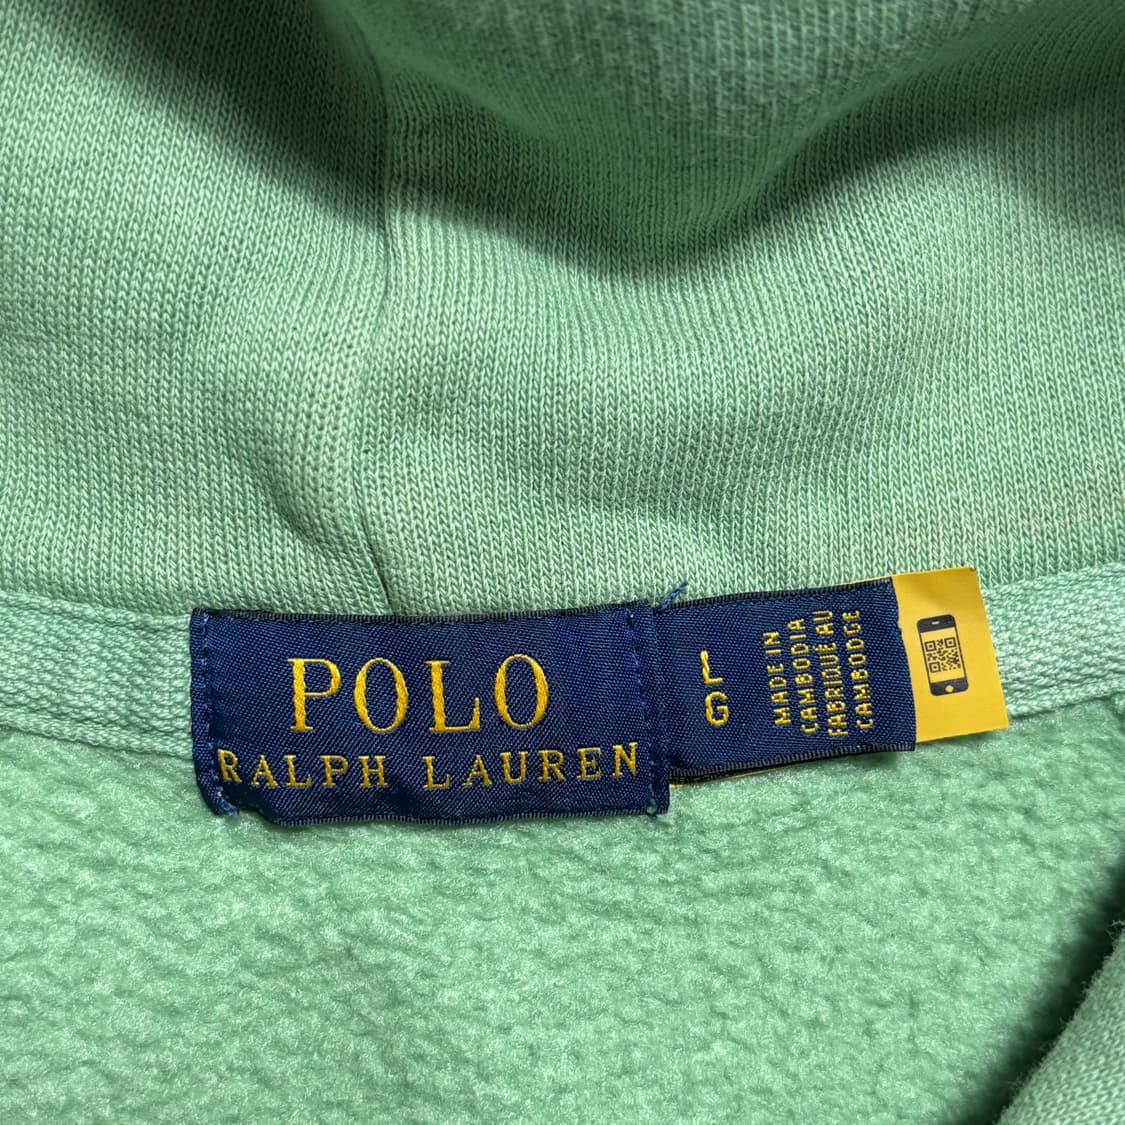 POLO
RALPH LAUREN
L
G
MADE IN
CAMBODIA
FABRIQUÉ AU
CAMBODGE